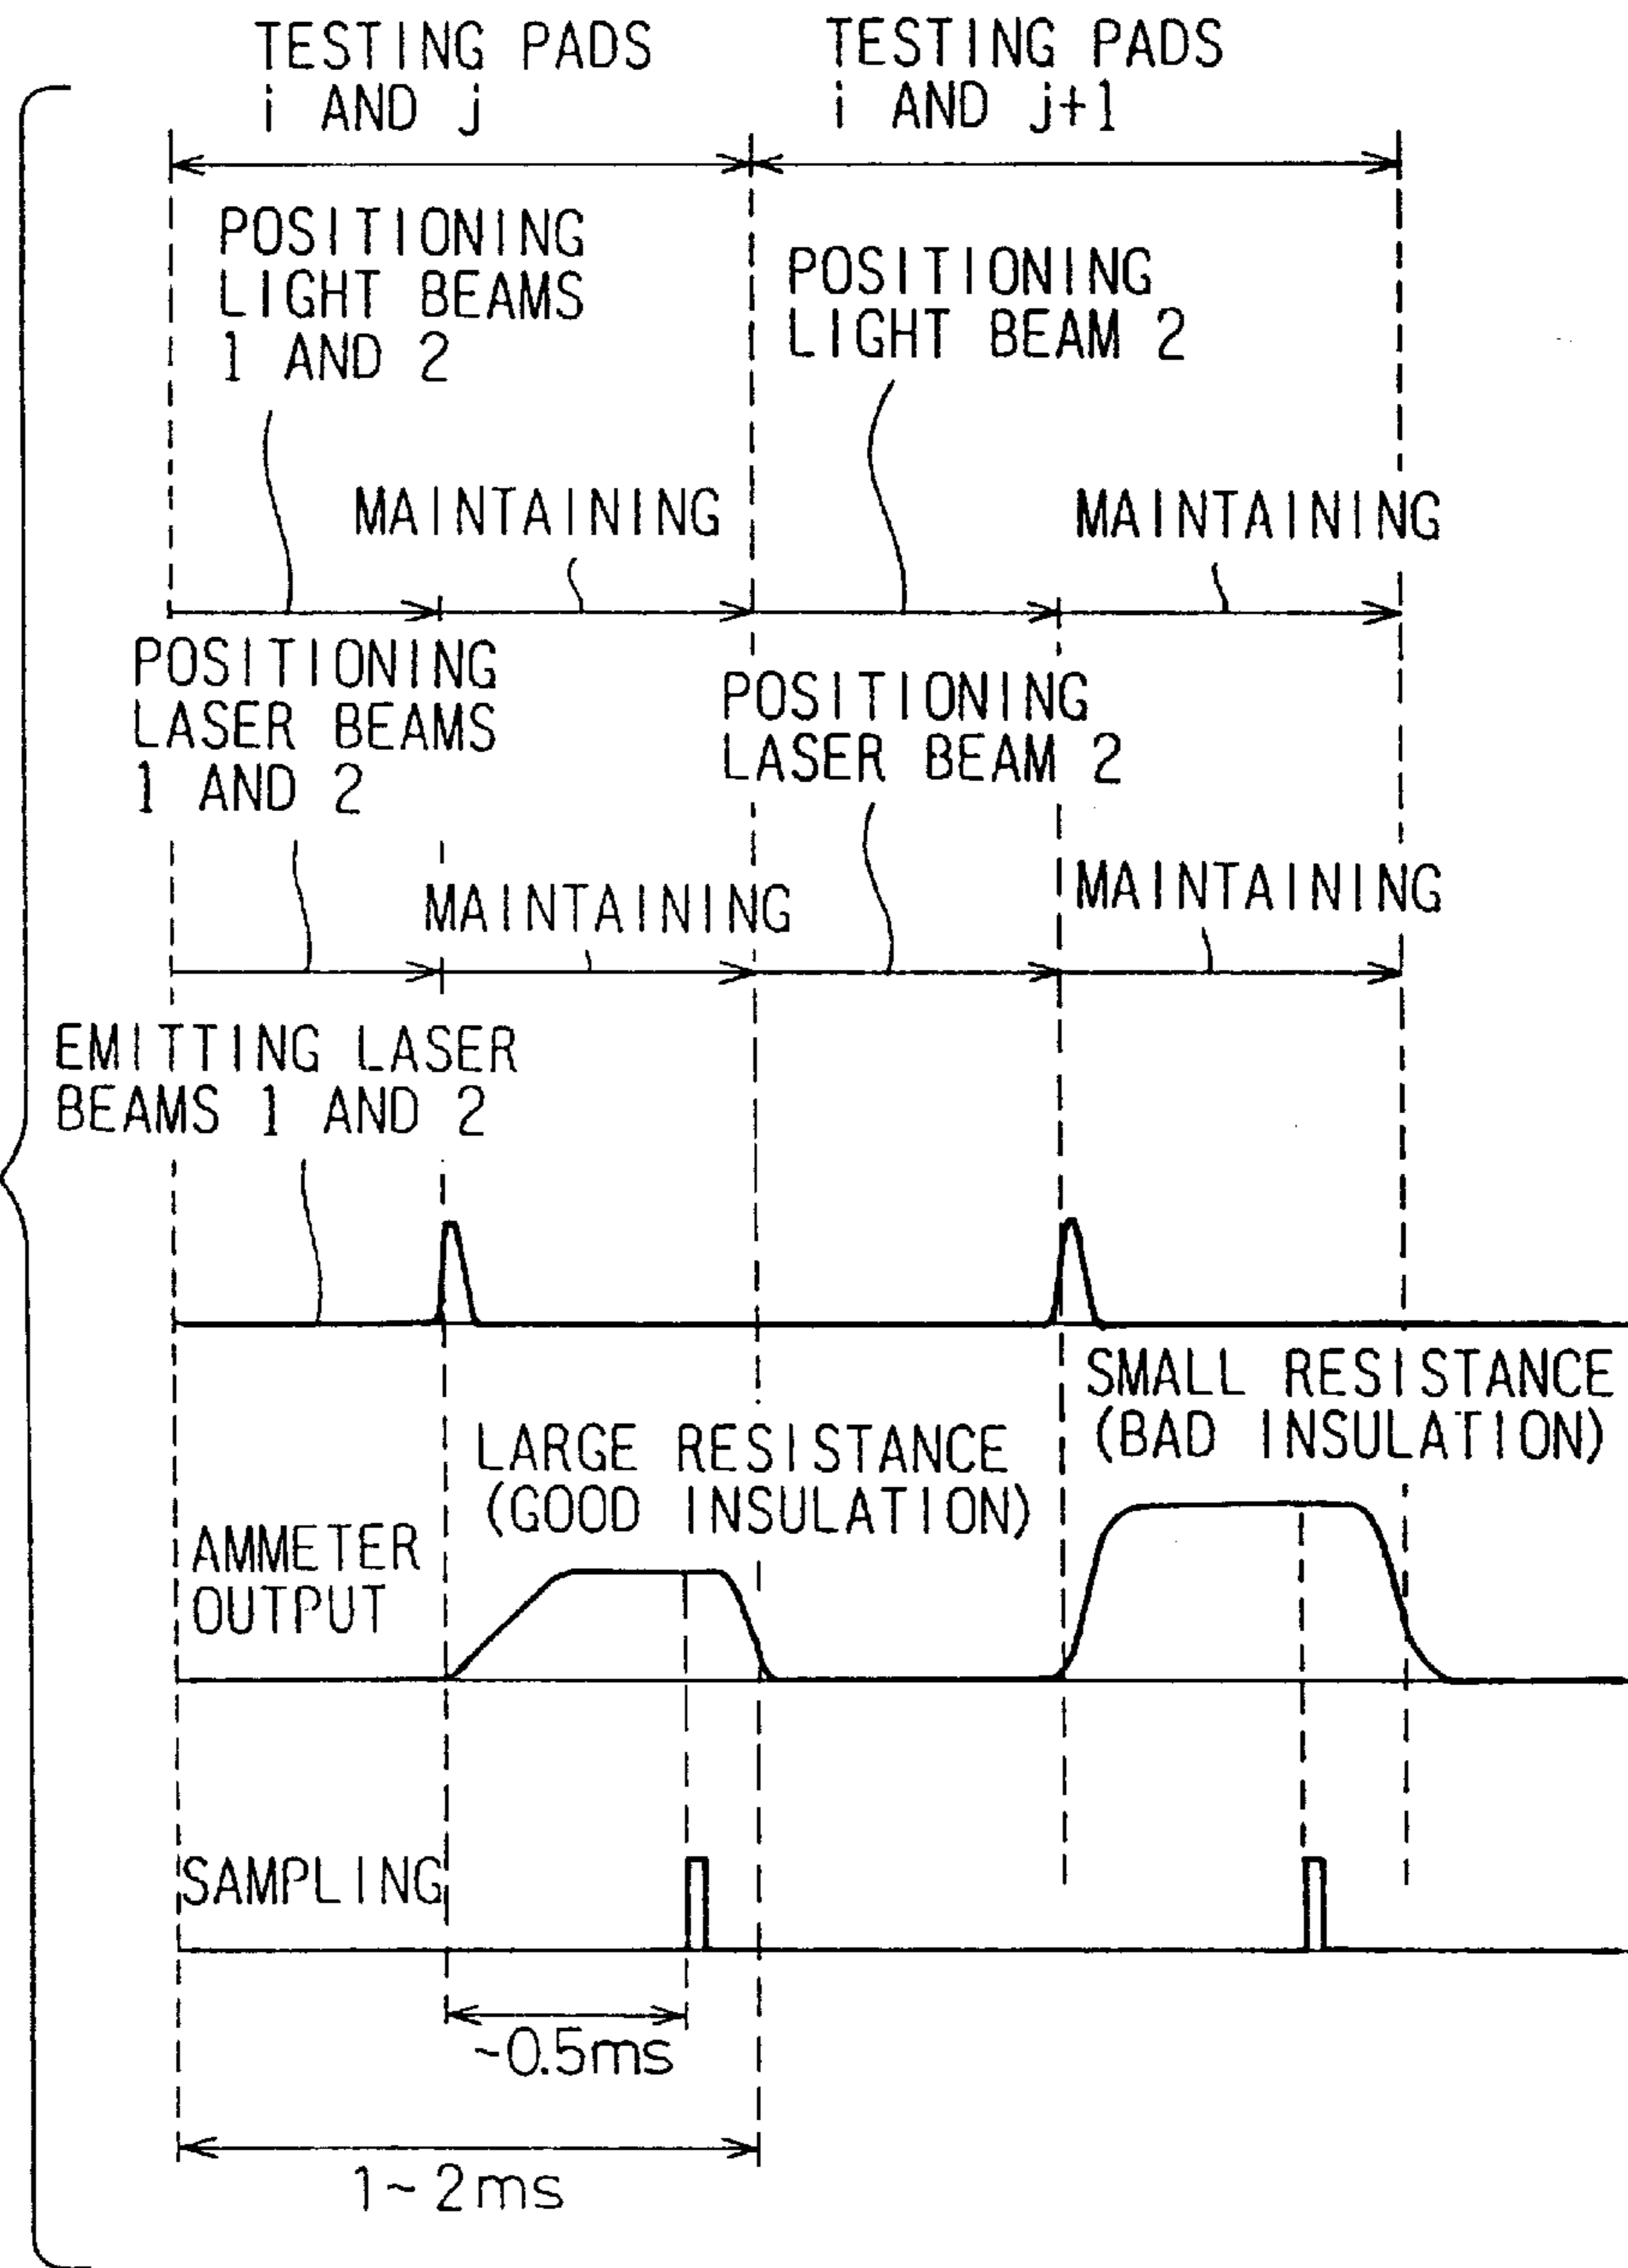 TESTING PADS
i AND j
TESTING PADS
i AND j+1
POSITIONING
LIGHT BEAMS
1 AND 2
POSITIONING
LIGHT BEAM 2
MAINTAINING
MAINTAINING
POSITIONING
LASER BEAMS
1 AND 2
POSITIONING
LASER BEAM 2
MAINTAINING
MAINTAINING
EMITTING LASER
BEAMS 1 AND 2
SMALL RESISTANCE
(BAD INSULATION)
LARGE RESISTANCE
(GOOD INSULATION)
AMMETER
OUTPUT
SAMPLING
~0.5ms
1~2ms